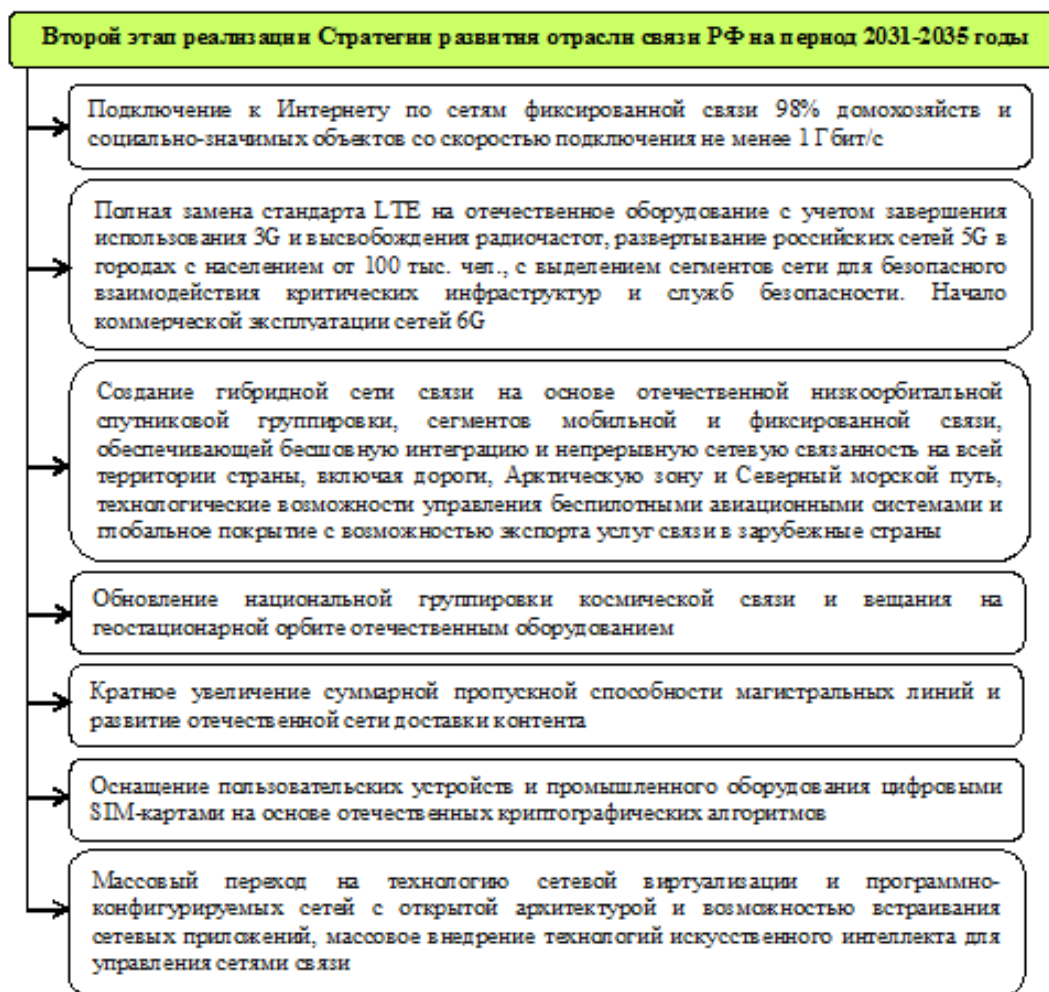 Второй этап реализации Стратегии развития отрасли связи РФ на период 2031-2035 годы
Подключение к Интернету по сетям фиксированной связи 98% домохозяйств и
социально-значимых объектов со скоростью подключения не менее 1 Гбит/с
Полная замена стандарта LTE на отечественное оборудование с учетом завершения
использования 3G и высвобождения радиочастот, развертывание российских сетей 5G в
городах с населением от 100 тыс. чел., с выделением сегментов сети для безопасного
взаимодействия критических инфраструктур и служб безопасности. Начало
коммерческой эксплуатации сетей 6G
Создание гибридной сети связи на основе отечественной низкоорбитальной
спутниковой группировки, сегментов мобильной и фиксированной связи,
обеспечивающей бесшовную интеграцию и непрерывную сетевую связанность на всей
территории страны, включая дороги, Арктическую зону и Северный морской путь,
технологические возможности управления беспилотными авиационными системами и
глобальное покрытие с возможностью экспорта услуг связи в зарубежные страны
Обновление национальной группировки космической связи и вещания на
геостационарной орбите отечественным оборудованием
Кратное увеличение суммарной пропускной способности магистральных линий и
развитие отечественной сети доставки контента
Оснащение пользовательских устройств и промышленного оборудования цифровыми
SIM-картами на основе отечественных криптографических алгоритмов
Массовый переход на технологию сетевой виртуализации и программно-
конфигурируемых сетей с открытой архитектурой и возможностью встраивания
сетевых приложений, массовое внедрение технологий искусственного интеллекта для
управления сетями связи